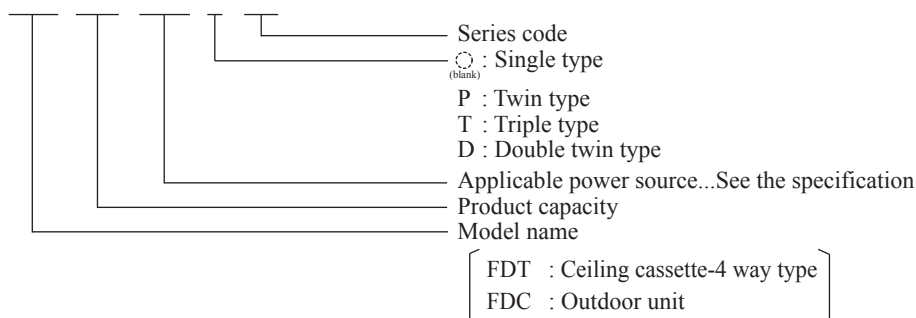 Series code
: Single type
(blank)
P : Twin type
T : Triple type
D : Double twin type
Applicable power source...See the specification
Product capacity
Model name
FDT : Ceiling cassette-4 way type
FDC : Outdoor unit